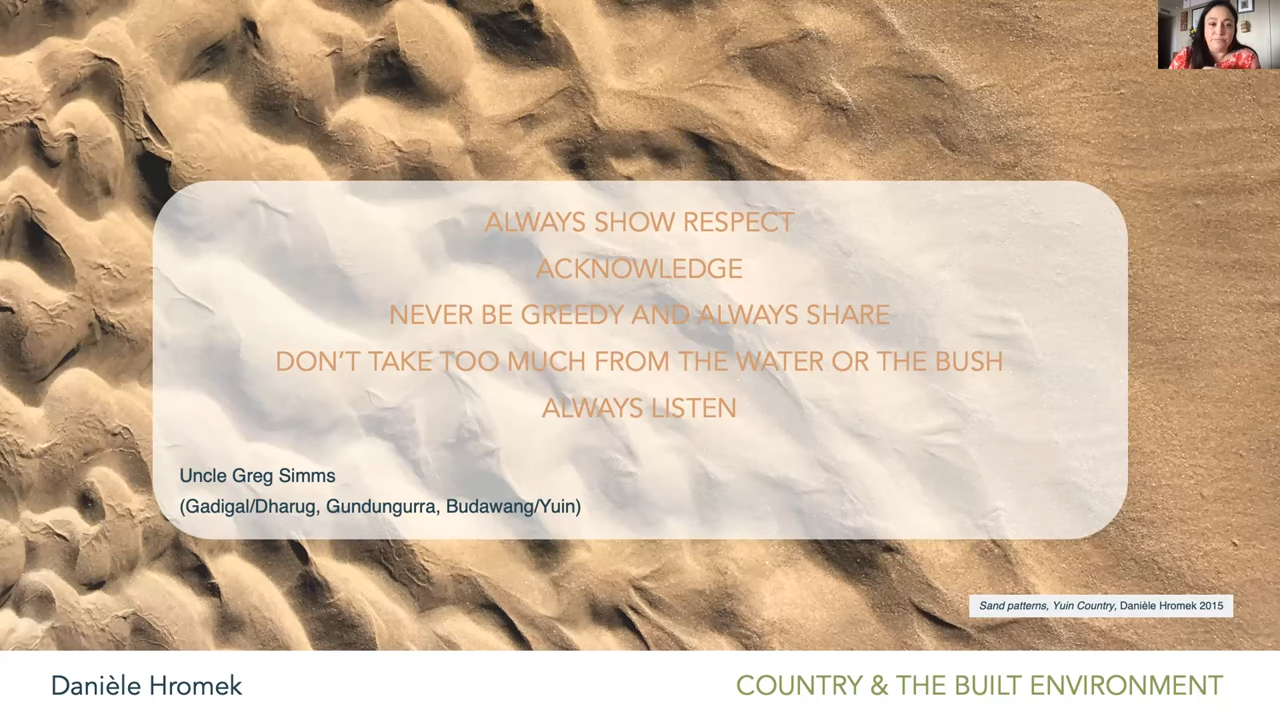 ALWAYS SHOW RESPECT
ACKNOWLEDGE
NEVER BE GREEDY AND ALWAYS SHARE
DON’T TAKE TOO MUCH FROM THE WATER OR THE BUSH
ALWAYS LISTEN
Uncle Greg Simms
(Gadigal/Dharug, Gundungurra, Budawang/Yuin)
Sand patterns, Yuin Country, Danièle Hromek 2015
Danièle Hromek
COUNTRY & THE BUILT ENVIRONMENT